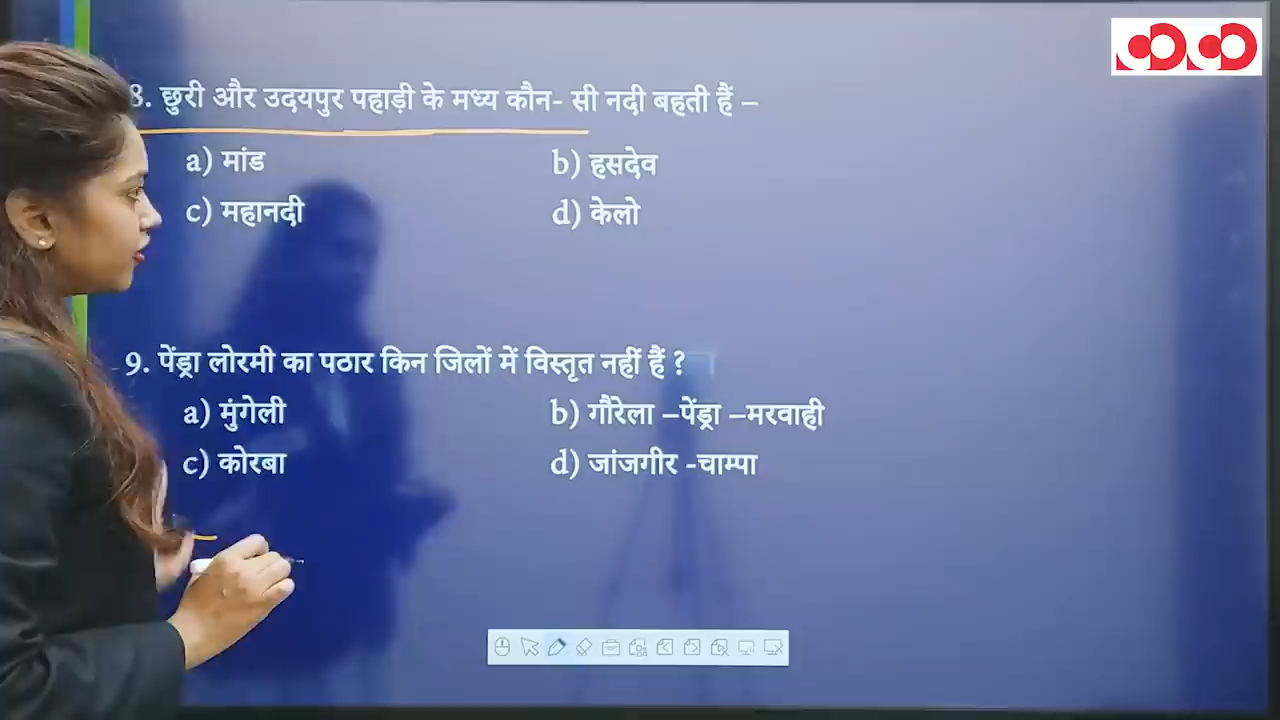 8. छुरी और उदयपुर पहाड़ी के मध्य कौन- सी नदी बहती हैं –
a) मांड b) हसदेव
c) महानदी d) केलो
9. पेंड्रा लोरमी का पठार किन जिलों में विस्तृत नहीं हैं ?
a) मुंगेली b) गौरेला –पेंड्रा –मरवाही
c) कोरबा d) जांजगीर -चाम्पा